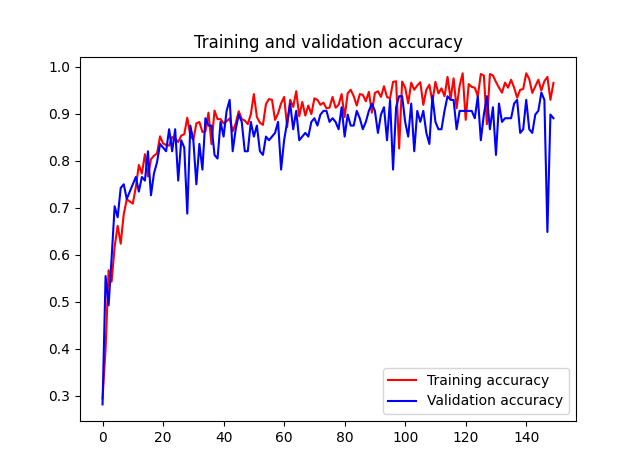 Training and validation accuracy
1.0
0.9
0.8
0.7
0.6
0.5
0.4
0.3
0 20 40 60 80 100 120 140
Training accuracy
Validation accuracy